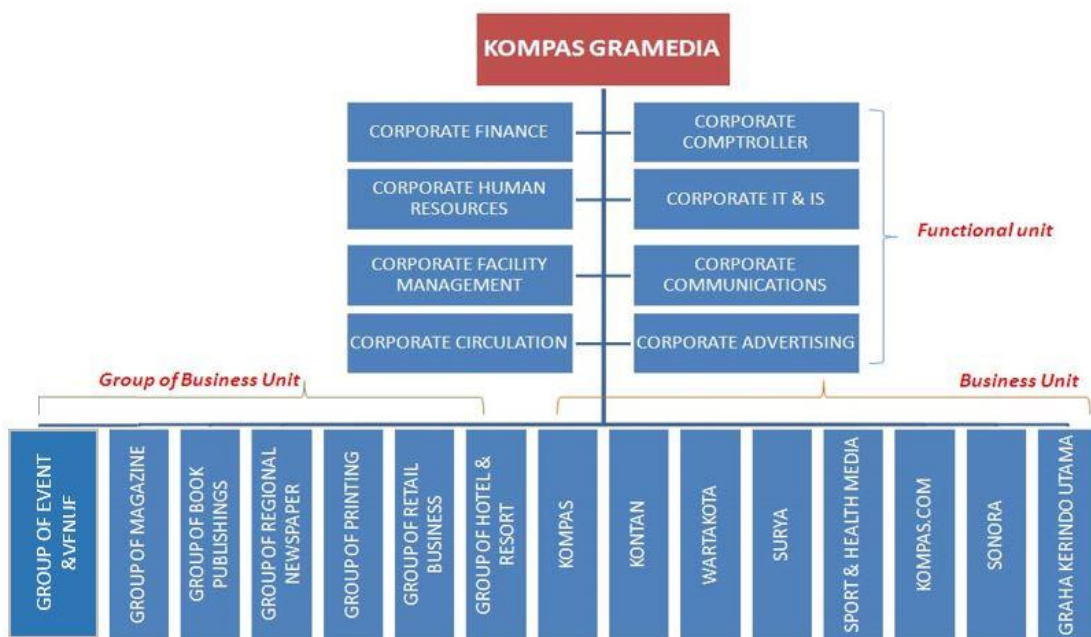 KOMPAS GRAMEDIA
CORPORATE FINANCE
CORPORATE
COMPTROLLER
CORPORATE HUMAN
RESOURCES
CORPORATE IT & IS
CORPORATE FACILITY
MANAGEMENT
CORPORATE
COMMUNICATIONS
CORPORATE CIRCULATION
CORPORATE ADVERTISING
Functional unit
Group of Business Unit
Business Unit
GROUP OF EVENT
&VFNUF
GROUP OF MAGAZINE
GROUP OF BOOK
PUBLISHINGS
GROUP OF REGIONAL
NEWSPAPER
GROUP OF PRINTING
GROUP OF RETAIL
BUSINESS
GROUP OF HOTEL &
RESORT
KOMPAS
KONTAN
WARTAKOTA
SURYA
SPORT & HEALTH MEDIA
KOMPAS.COM
SONORA
GRAHA KERINDO UTAMA